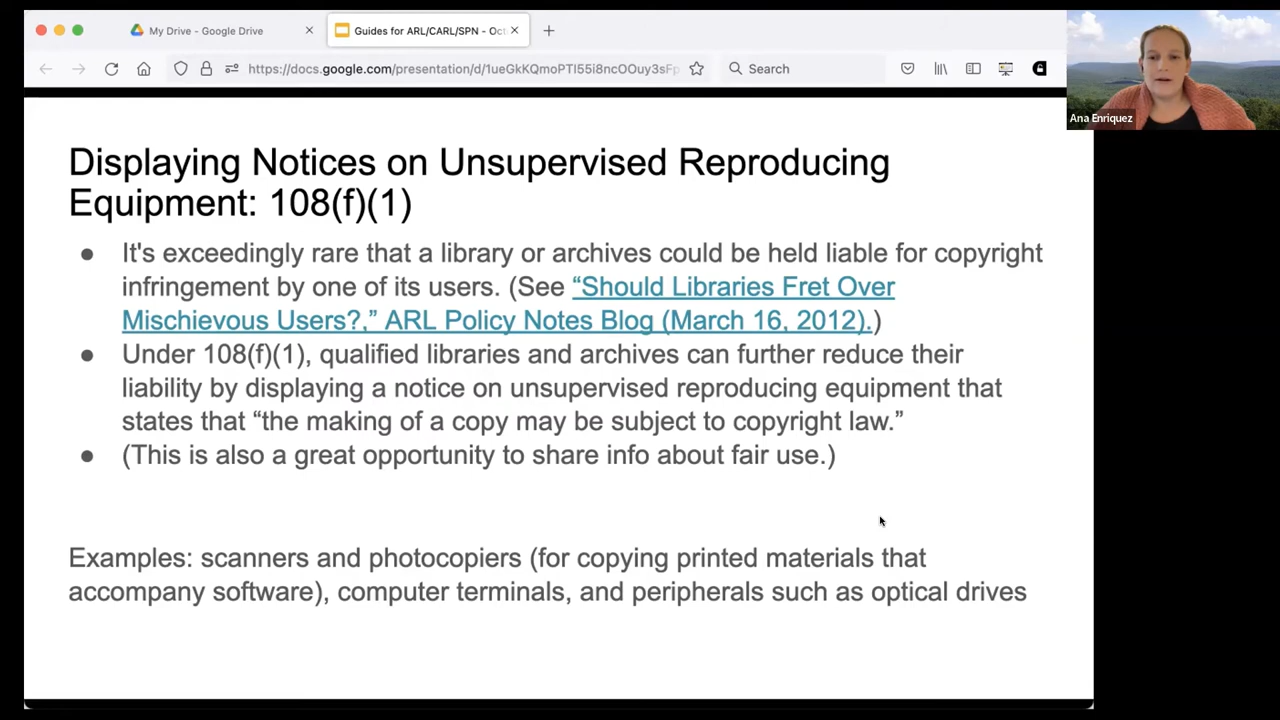 My Drive - Google Drive
Guides for ARL/CARL/SPN - Oct
https://docs.google.com/presentation/d/1ueGkKQmoPTI55i8ncOOuy3sFp
Search
Ana Enriquez
Displaying Notices on Unsupervised Reproducing
Equipment: 108(f)(1)
● It's exceedingly rare that a library or archives could be held liable for copyright
infringement by one of its users. (See “Should Libraries Fret Over
Mischievous Users?,” ARL Policy Notes Blog (March 16, 2012).)
● Under 108(f)(1), qualified libraries and archives can further reduce their
liability by displaying a notice on unsupervised reproducing equipment that
states that “the making of a copy may be subject to copyright law.”
● (This is also a great opportunity to share info about fair use.)
Examples: scanners and photocopiers (for copying printed materials that
accompany software), computer terminals, and peripherals such as optical drives